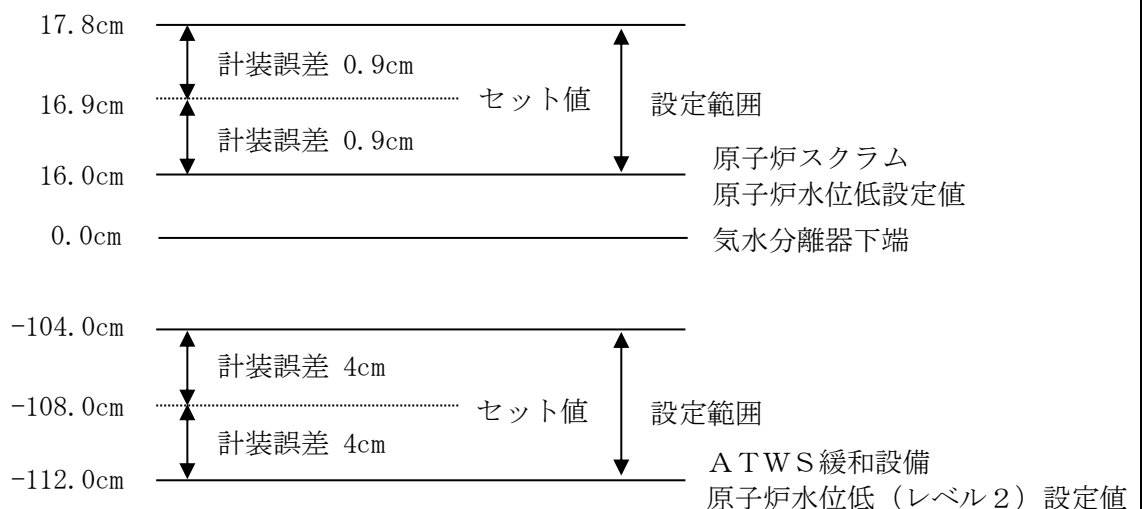 17.8cm
計装誤差 0.9cm
16.9cm
セット値
設定範囲
計装誤差 0.9cm
16.0cm
原子炉スクラム
原子炉水位低設定値
0.0cm
気水分離器下端
-104.0cm
計装誤差 4cm
-108.0cm
セット値
設定範囲
計装誤差 4cm
-112.0cm
ATWS緩和設備
原子炉水位低(レベル2)設定値